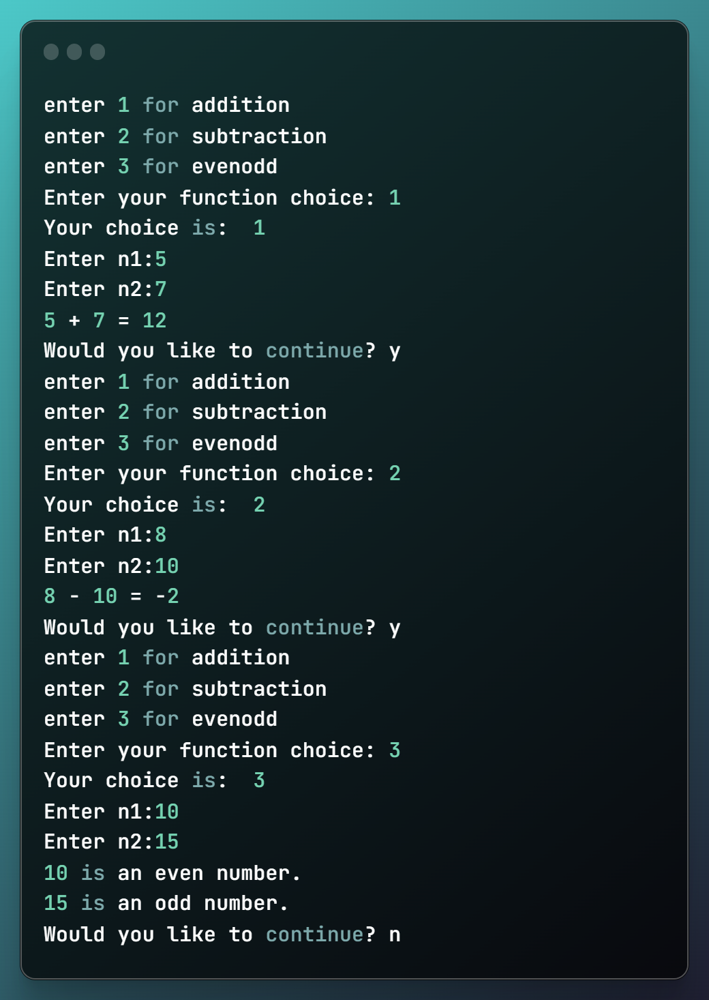 enter 1 for addition
enter 2 for subtraction
enter 3 for evenodd
Enter your function choice: 1
Your choice is:  1
Enter n1:5
Enter n2:7
5 + 7 = 12
Would you like to continue? y
enter 1 for addition
enter 2 for subtraction
enter 3 for evenodd
Enter your function choice: 2
Your choice is:  2
Enter n1:8
Enter n2:10
8 - 10 = -2
Would you like to continue? y
enter 1 for addition
enter 2 for subtraction
enter 3 for evenodd
Enter your function choice: 3
Your choice is:  3
Enter n1:10
Enter n2:15
10 is an even number.
15 is an odd number.
Would you like to continue? n